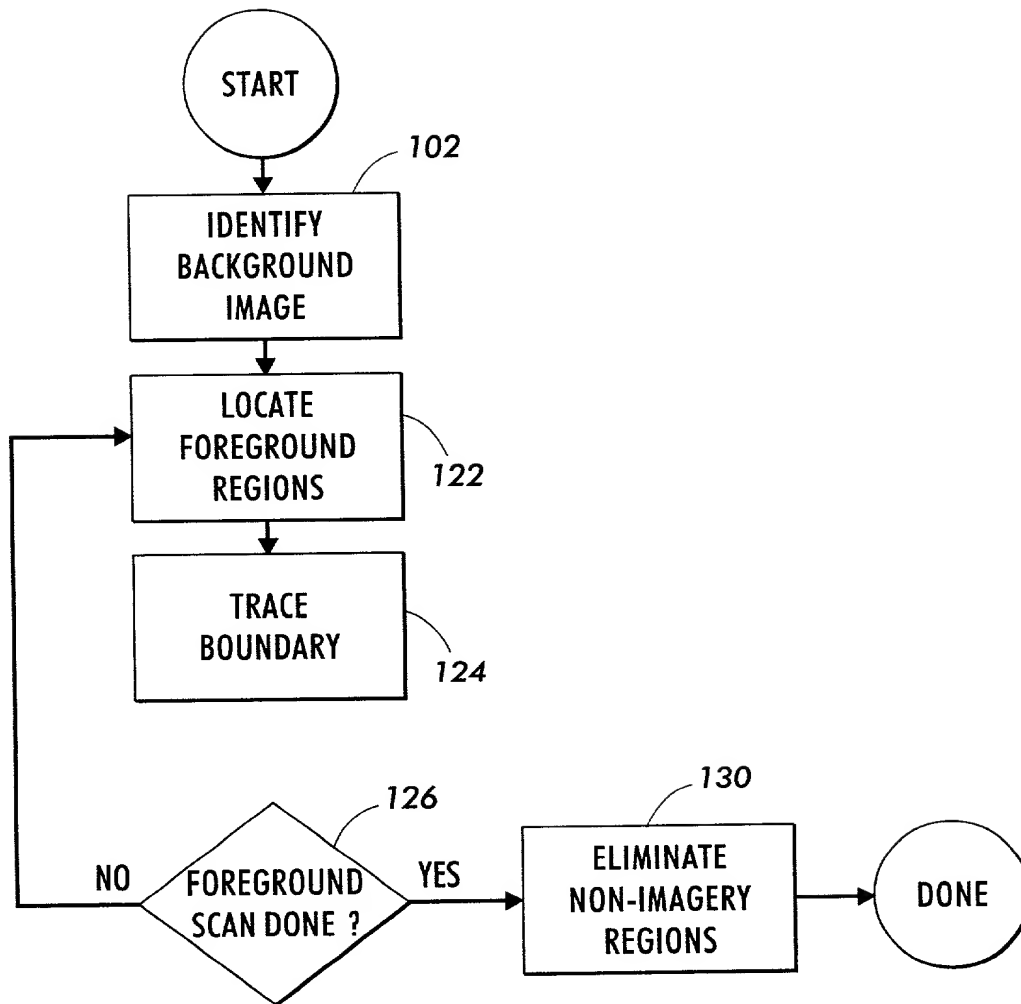 START
102
IDENTIFY
BACKGROUND
IMAGE
LOCATE
FOREGROUND
REGIONS
122
TRACE
BOUNDARY
124
126
130
NO
FOREGROUND
SCAN DONE ?
YES
ELIMINATE
NON-IMAGERY
REGIONS
DONE